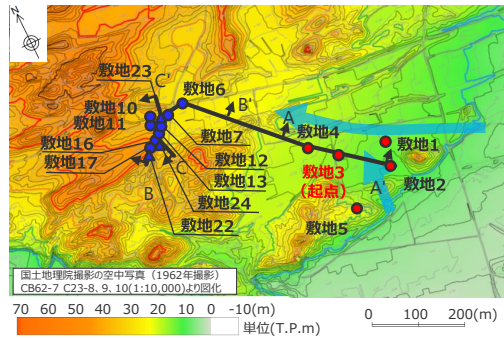 敷地23
C'
敷地6
敷地10
敷地11
B'
A
敷地4
敷地16
敷地17
敷地7
敷地12
敷地3
(起点)
敷地1
敷地13
A'
敷地2
B
C
敷地24
敷地5
敷地22
国土地理院撮影の空中写真（1962年撮影）
CB62-7 C23-8、9、10(1:10,000)より図化
70 60 50 40 30 20 10 0 -10(m)
単位(T.P.m)
0 100 200(m)